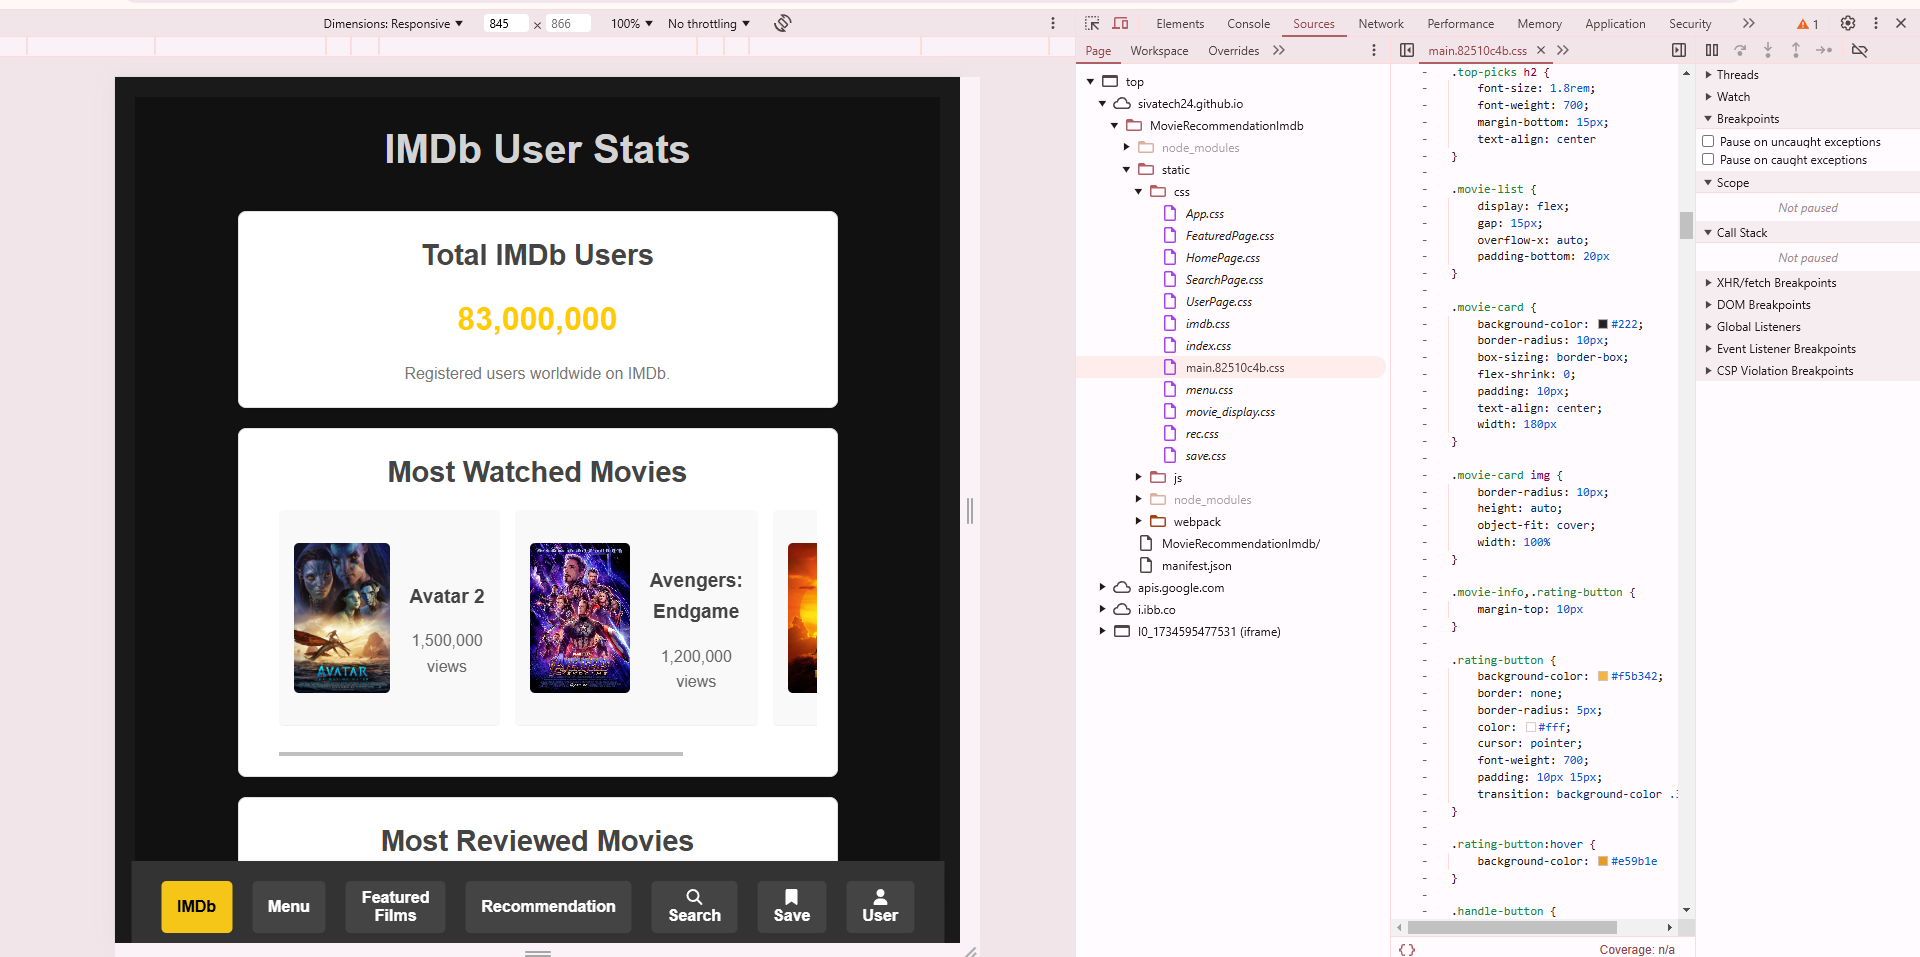 Dimensions: Responsive ▼ 845 × 866 100% ▼ No throttling ▼
Elements Console Sources Network Performance Memory Application Security 1
Page Workspace Overrides
main.82510c4b.css
IMDb User Stats
Total IMDb Users
83,000,000
Registered users worldwide on IMDb.
Most Watched Movies
AVATAR
Avatar 2
1,500,000
views
Avengers:
Endgame
1,200,000
views
Most Reviewed Movies
IMDb
Menu
Featured
Films
Recommendation
Search
Save
User
top
sivatech24.github.io
MovieRecommendationImdb
node_modules
static
css
App.css
FeaturedPage.css
HomePage.css
SearchPage.css
UserPage.css
imdb.css
index.css
main.82510c4b.css
menu.css
movie_display.css
rec.css
save.css
js
node_modules
webpack
MovieRecommendationImdb/
manifest.json
apis.google.com
i.ibb.co
I0_1734595477531 (iframe)
- .top-picks h2 {
- font-size: 1.8rem;
- font-weight: 700;
- margin-bottom: 15px;
- text-align: center
- }
-
- .movie-list {
- display: flex;
- gap: 15px;
- overflow-x: auto;
- padding-bottom: 20px
- }
-
- .movie-card {
- background-color: #222;
- border-radius: 10px;
- box-sizing: border-box;
- flex-shrink: 0;
- padding: 10px;
- text-align: center;
- width: 180px
- }
-
- .movie-card img {
- border-radius: 10px;
- height: auto;
- object-fit: cover;
- width: 100%
- }
-
- .movie-info,.rating-button {
- margin-top: 10px
- }
-
- .rating-button {
- background-color: #f5b342;
- border: none;
- border-radius: 5px;
- color: #fff;
- cursor: pointer;
- font-weight: 700;
- padding: 10px 15px;
- transition: background-color .
- }
-
- .rating-button:hover {
- background-color: #e59b1e
- }
-
- .handle-button {
{} Coverage: n/a
Threads
Watch
Breakpoints
Pause on uncaught exceptions
Pause on caught exceptions
Scope
Not paused
Call Stack
Not paused
XHR/fetch Breakpoints
DOM Breakpoints
Global Listeners
Event Listener Breakpoints
CSP Violation Breakpoints